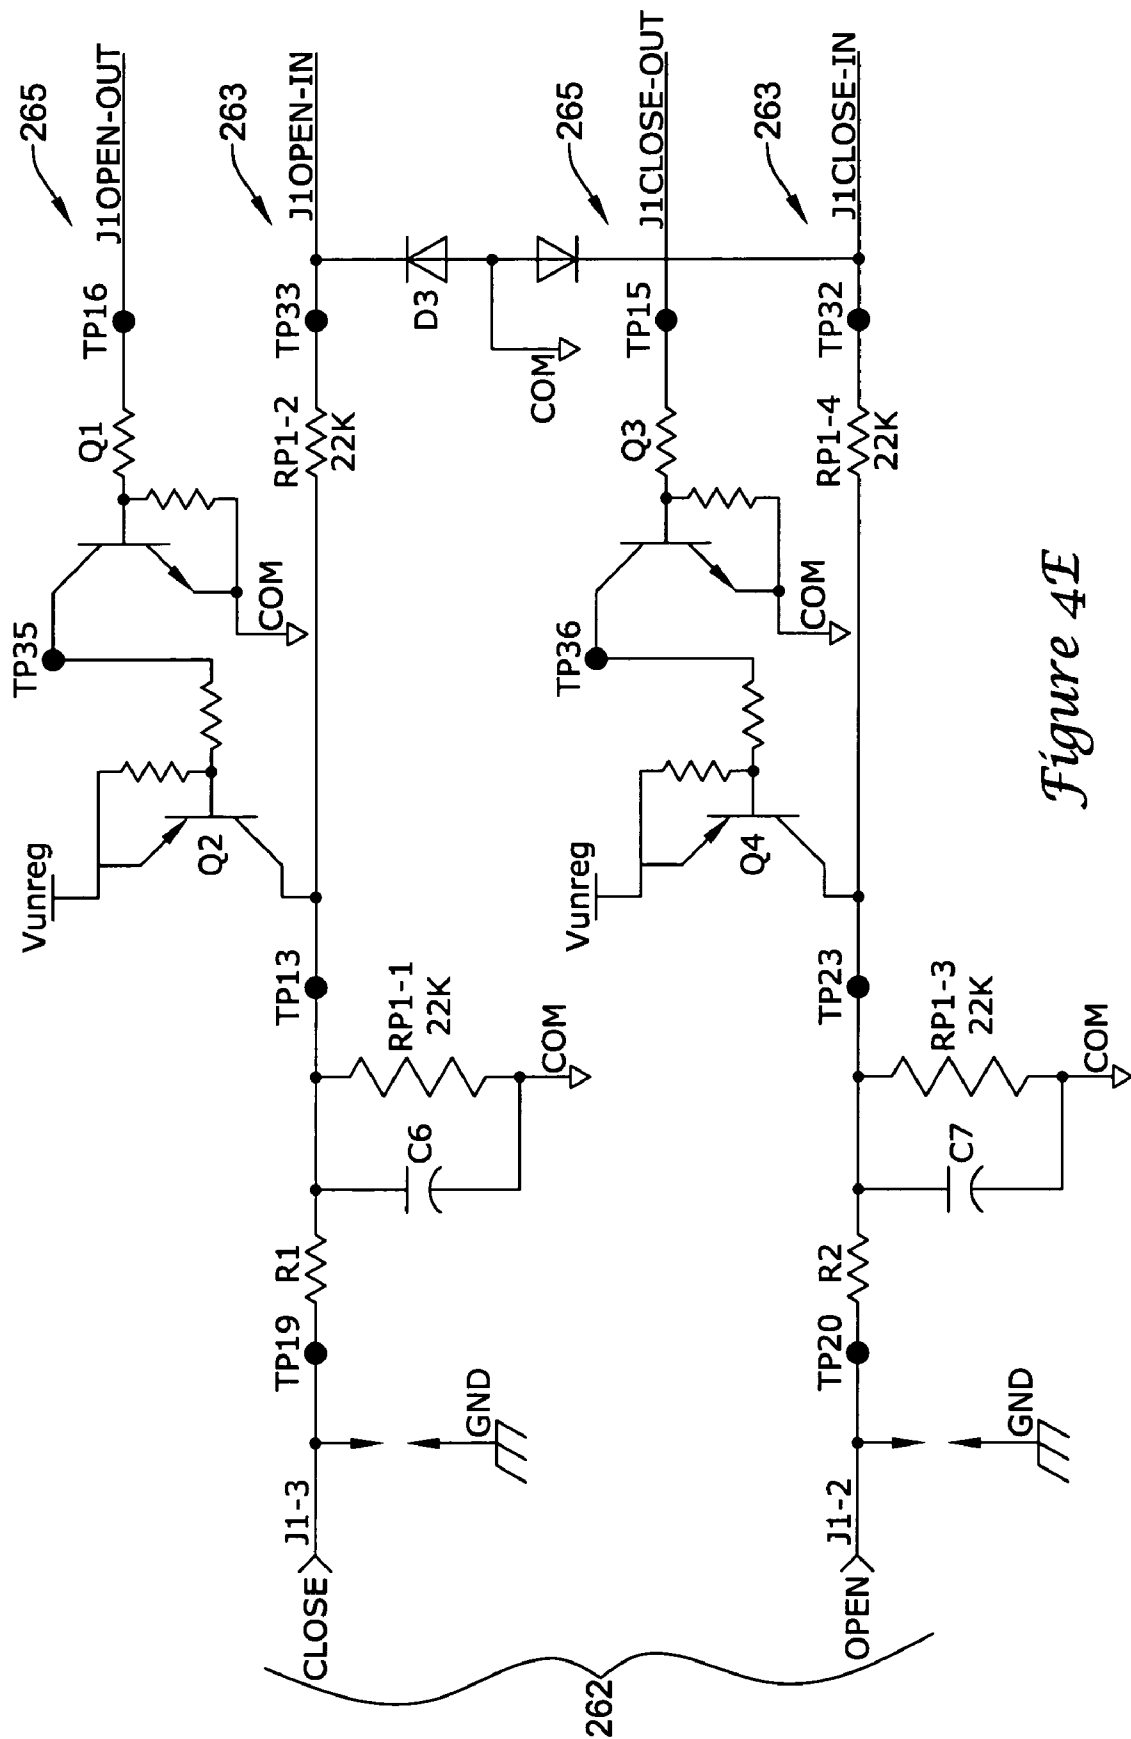 J1OPEN-OUT
265
TP16
Q1
TP35
COM
Vunreg
Q2
J1OPEN-IN
263
TP33
RP1-2
22K
TP13
RP1-1
22K
COM
C6
R1
TP19
GND
J1-3
CLOSE
D3
COM
J1CLOSE-OUT
265
TP15
Q3
TP36
COM
Vunreg
Q4
J1CLOSE-IN
263
TP32
RP1-4
22K
TP23
RP1-3
22K
COM
C7
R2
TP20
GND
J1-2
OPEN
262
Figure 4E